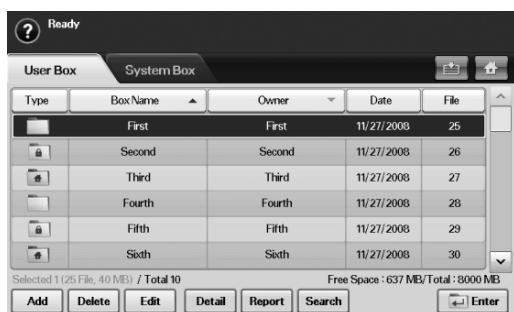 Ready
User Box System Box
Type Box Name Owner Date File
First First 11/27/2008 25
Second Second 11/27/2008 26
Third Third 11/27/2008 27
Fourth Fourth 11/27/2008 28
Fifth Fifth 11/27/2008 29
Sixth Sixth 11/27/2008 30
Selected 1 (25 File, 40 MB) / Total 10 Free Space : 637 MB/Total : 8000 MB
Add Delete Edit Detail Report Search Enter